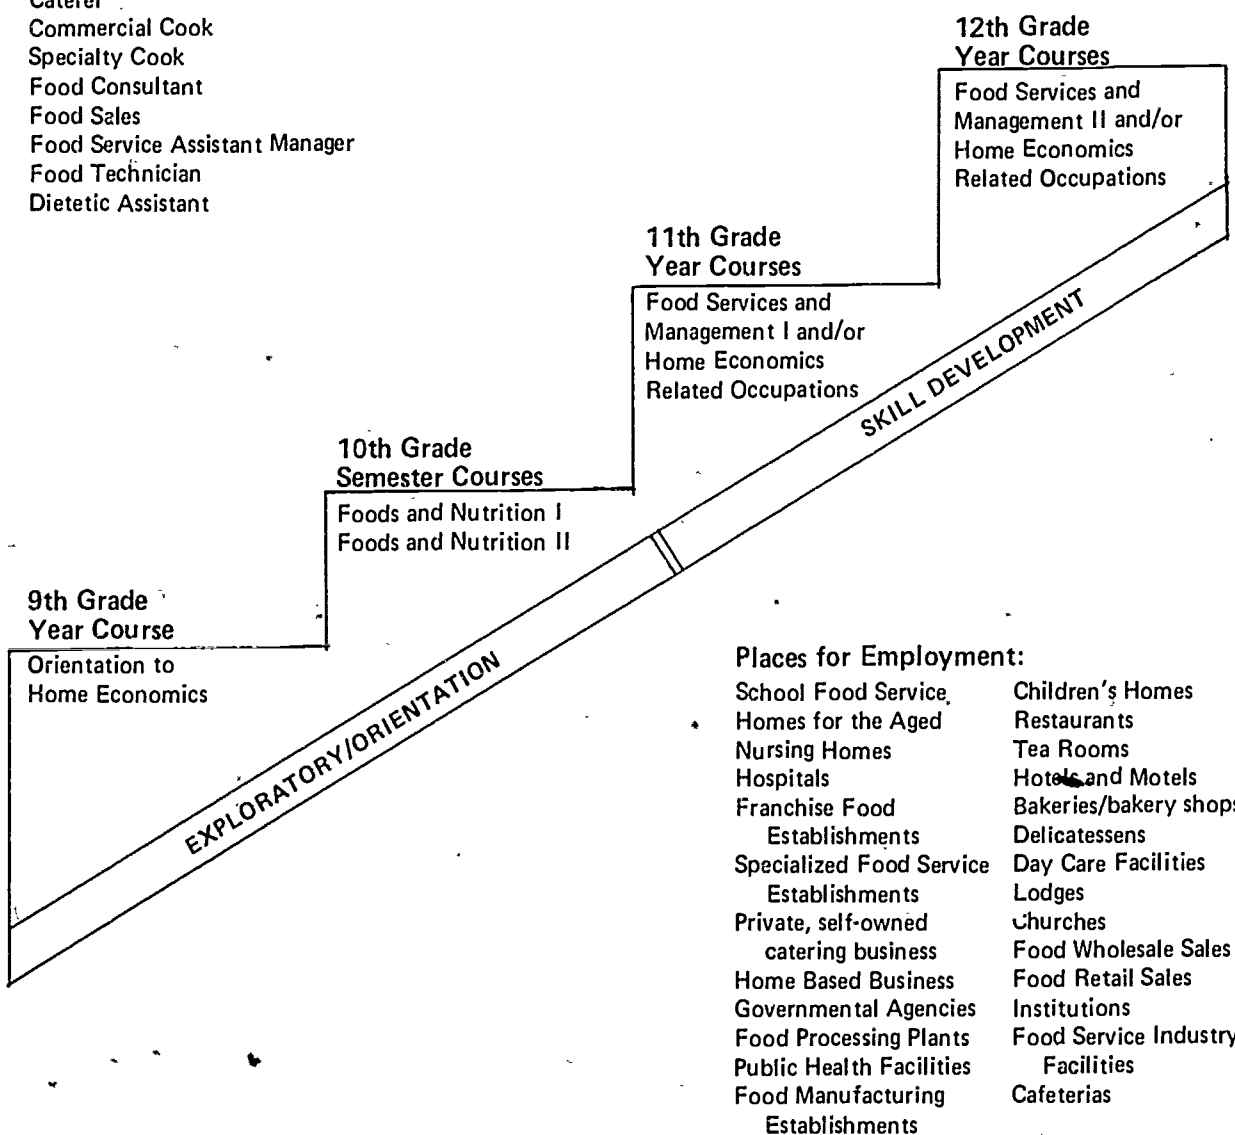 Caterer
Commercial Cook
Specialty Cook
Food Consultant
Food Sales
Food Service Assistant Manager
Food Technician
Dietetic Assistant
12th Grade
Year Courses
Food Services and
Management II and/or
Home Economics
Related Occupations
11th Grade
Year Courses
Food Services and
Management I and/or
Home Economics
Related Occupations
SKILL DEVELOPMENT
10th Grade
Semester Courses
Foods and Nutrition I
Foods and Nutrition II
9th Grade
Year Course
Orientation to
Home Economics
EXPLORATORY/ORIENTATION
Places for Employment:
School Food Service
Homes for the Aged
Nursing Homes
Hospitals
Franchise Food
Establishments
Specialized Food Service
Establishments
Private, self-owned
catering business
Home Based Business
Governmental Agencies
Food Processing Plants
Public Health Facilities
Food Manufacturing
Establishments
Children's Homes
Restaurants
Tea Rooms
Hotels and Motels
Bakeries/bakery shops
Delicatessens
Day Care Facilities
Lodges
Churches
Food Wholesale Sales
Food Retail Sales
Institutions
Food Service Industry
Facilities
Cafeterias